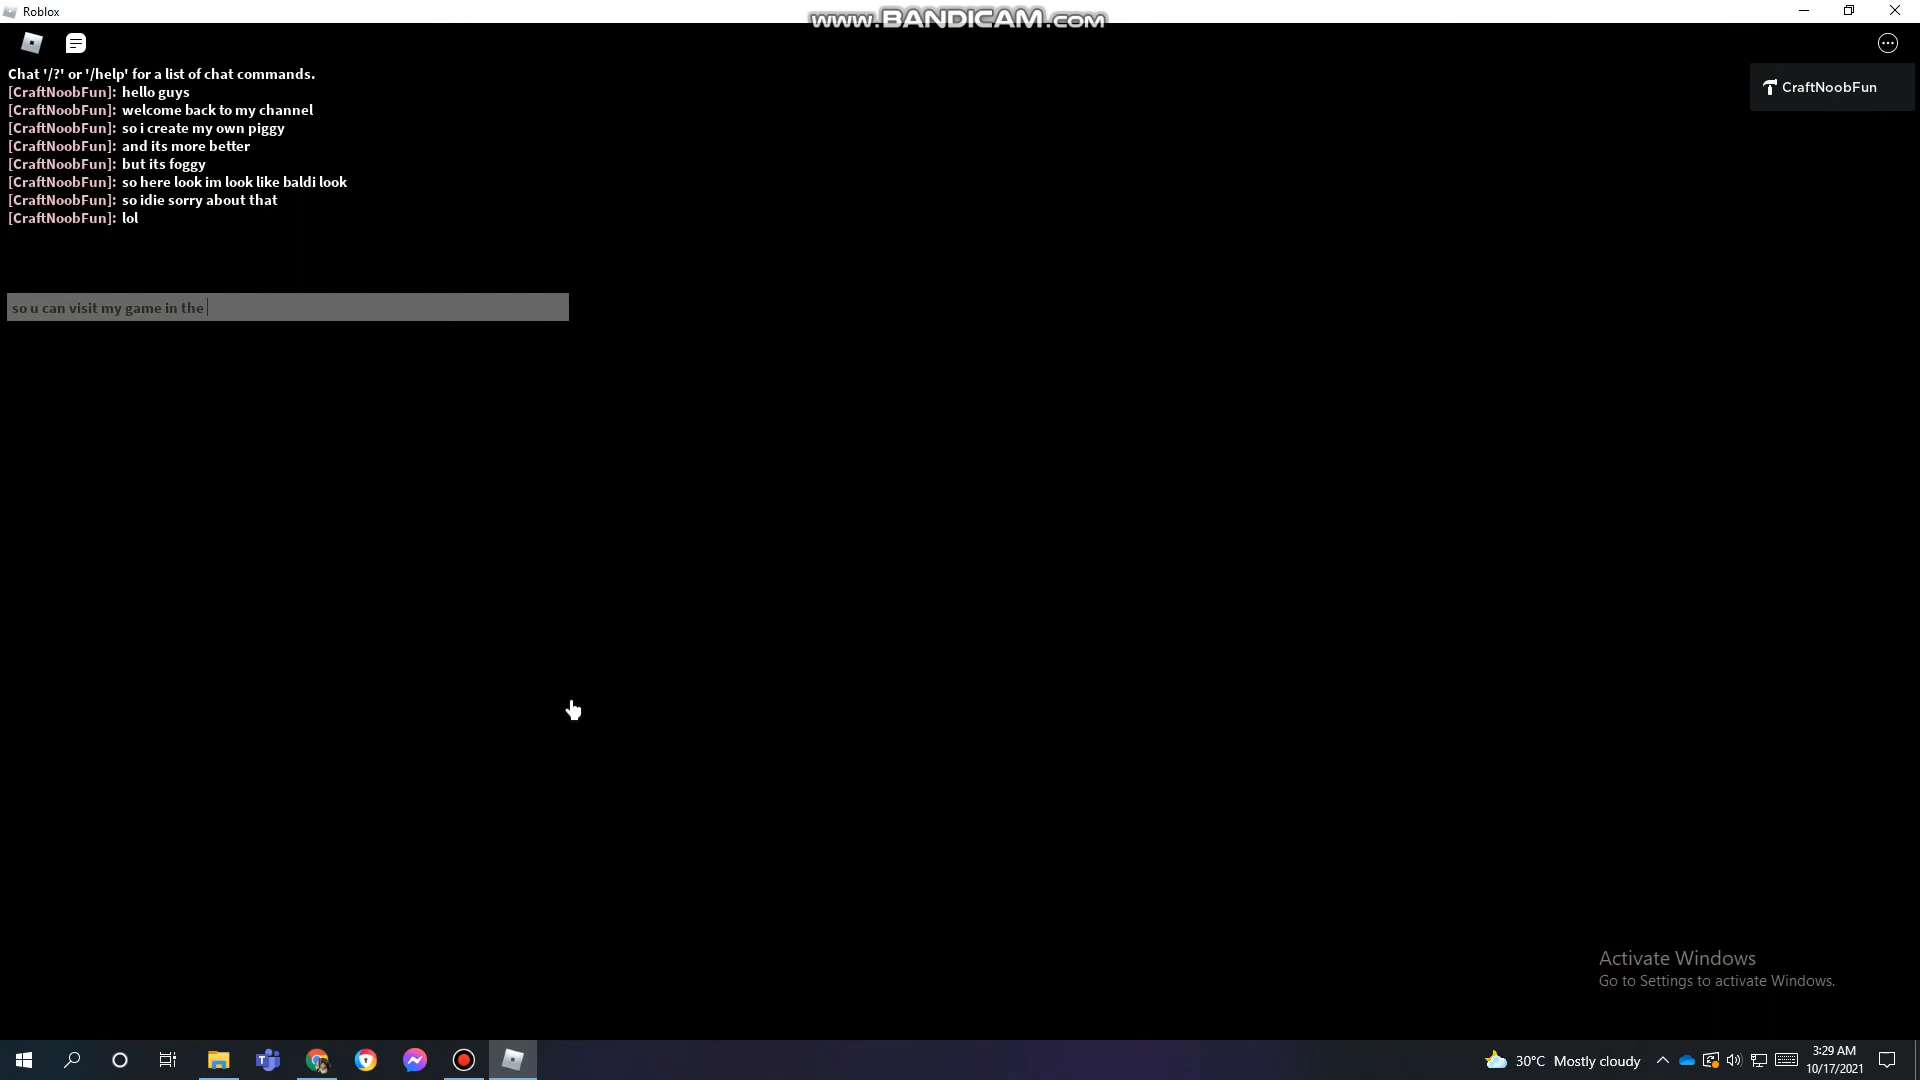 Roblox
www.BANDICAM.com
Chat '/?' or '/help' for a list of chat commands.
[CraftNoobFun]: hello guys
CraftNoobFun
[CraftNoobFun]: welcome back to my channel
[CraftNoobFun]: so i create my own piggy
[CraftNoobFun]: and its more better
[CraftNoobFun]: but its foggy
[CraftNoobFun]: so here look im look like baldi look
[CraftNoobFun]: so idie sorry about that
[CraftNoobFun]: lol
so u can visit my game in the
Activate Windows
Go to Settings to activate Windows.
30°C Mostly cloudy
3:29 AM
10/17/2021